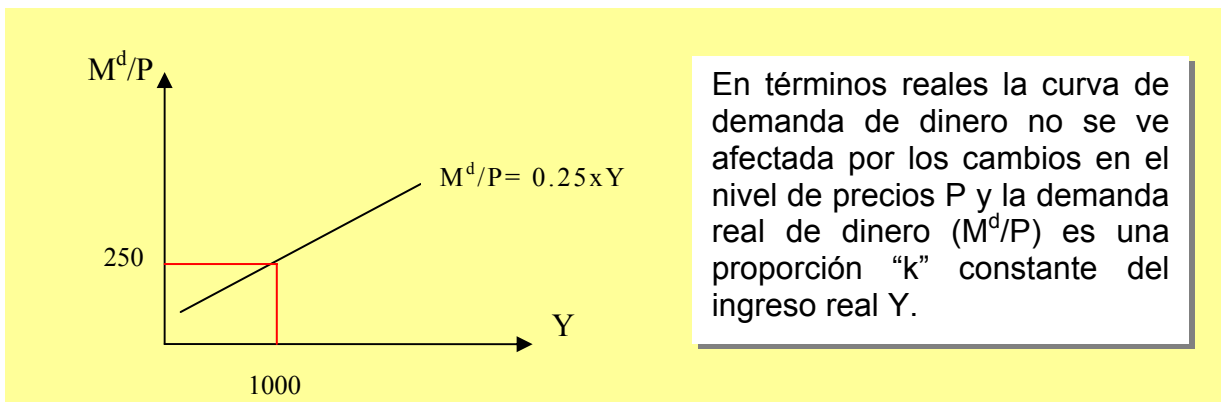 M^d/P
M^d/P= 0.25xY
250
Y
1000
En términos reales la curva de
demanda de dinero no se ve
afectada por los cambios en el
nivel de precios P y la demanda
real de dinero (M^d/P) es una
proporción “k” constante del
ingreso real Y.